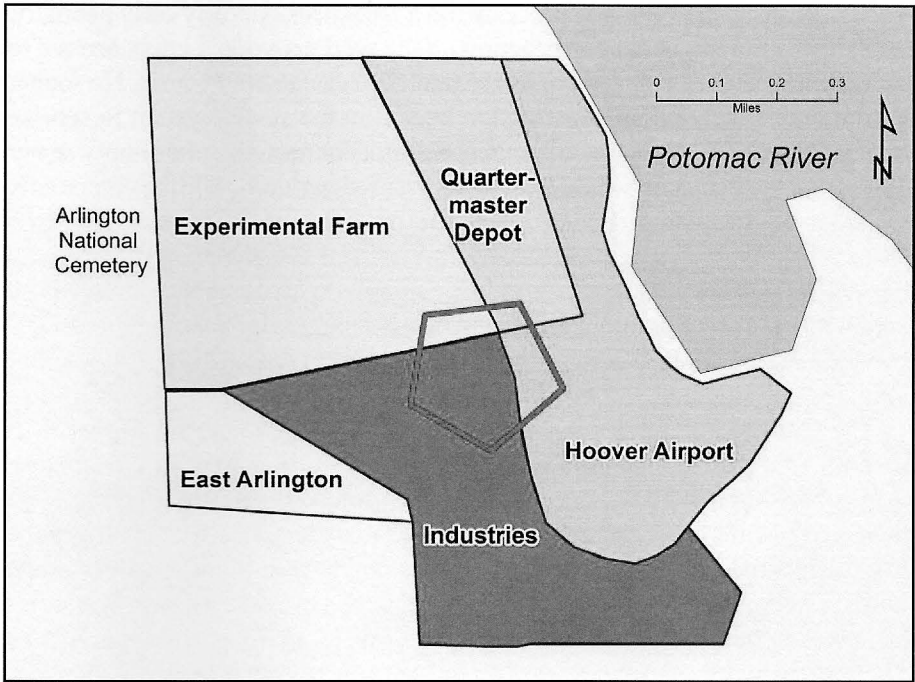 0 0.1 0.2 0.3
Miles
Potomac River
N
Quarter-
master
Depot
Experimental Farm
Arlington
National
Cemetery
Hoover Airport
East Arlington
Industries